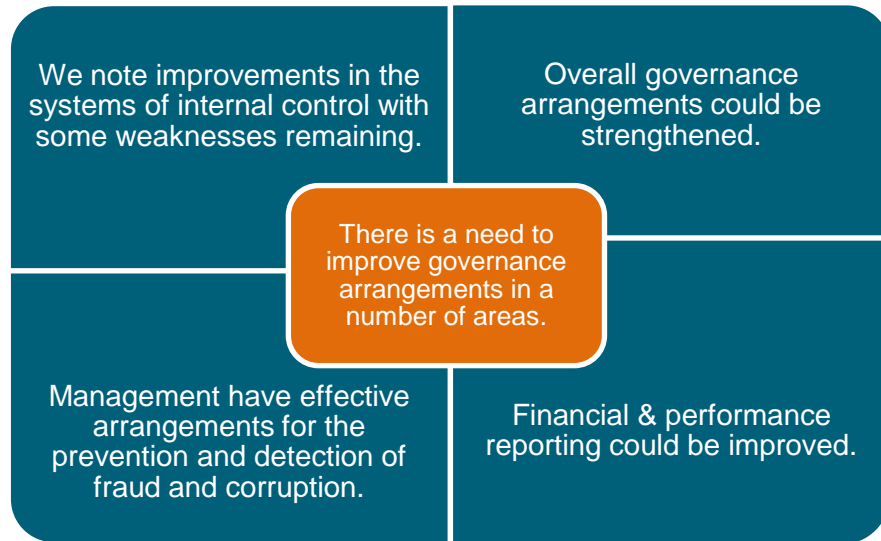 We note improvements in the
systems of internal control with
some weaknesses remaining.
Overall governance
arrangements could be
strengthened.
There is a need to
improve governance
arrangements in a
number of areas.
Management have effective
arrangements for the
prevention and detection of
fraud and corruption.
Financial & performance
reporting could be improved.